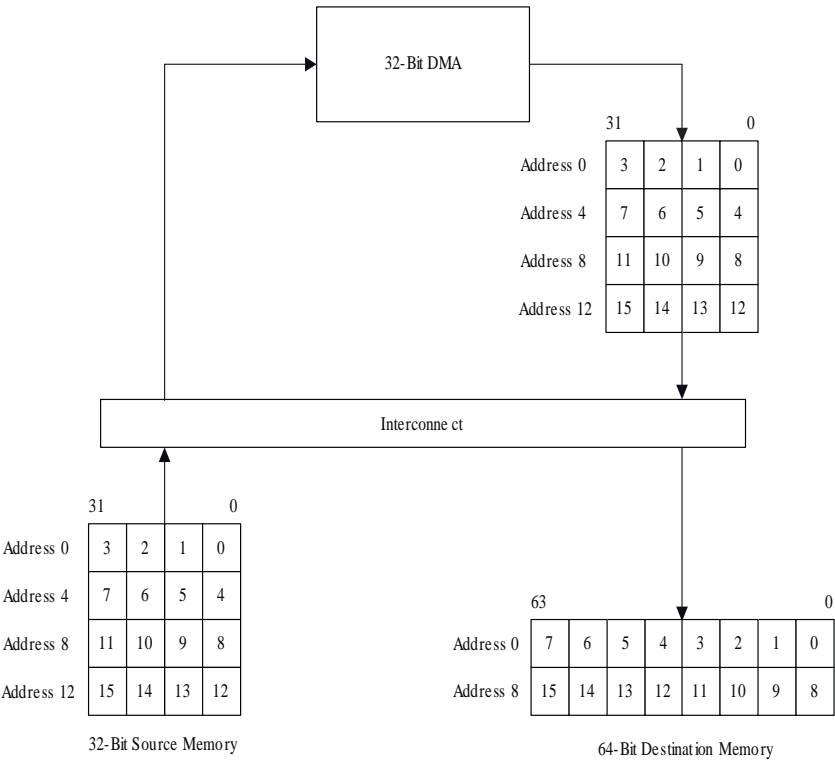 32-Bit DMA
31 0
Address 0 3 2 1 0
Address 4 7 6 5 4
Address 8 11 10 9 8
Address 12 15 14 13 12
Interconnect
31 0
Address 0 3 2 1 0
Address 4 7 6 5 4
Address 8 11 10 9 8
Address 12 15 14 13 12
32-Bit Source Memory
63 0
Address 0 7 6 5 4 3 2 1 0
Address 8 15 14 13 12 11 10 9 8
64-Bit Destination Memory